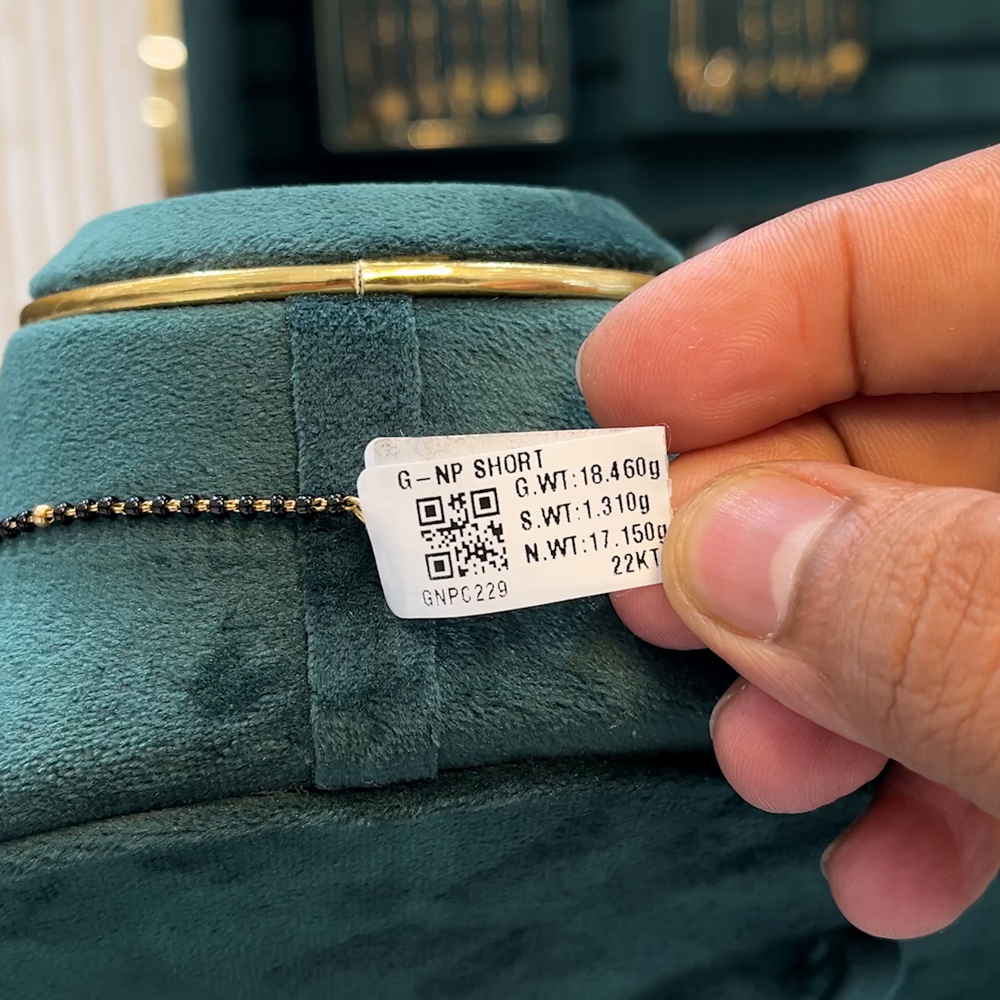 G-NP SHORT
G.WT:18.460g
S.WT:1.310g
N.WT:17.150g
22KT
GNPC229